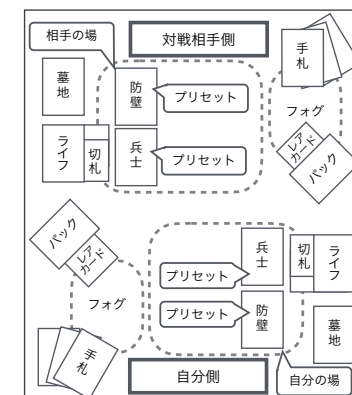 相手の場
対戦相手側
手札
墓地
防壁
プリセット
フォグ
ライフ
切札
兵士
プリセット
レアカード
パック
パック
レアカード
フォグ
兵士
切札
ライフ
プリセット
プリセット
防壁
墓地
手札
自分側
自分の場